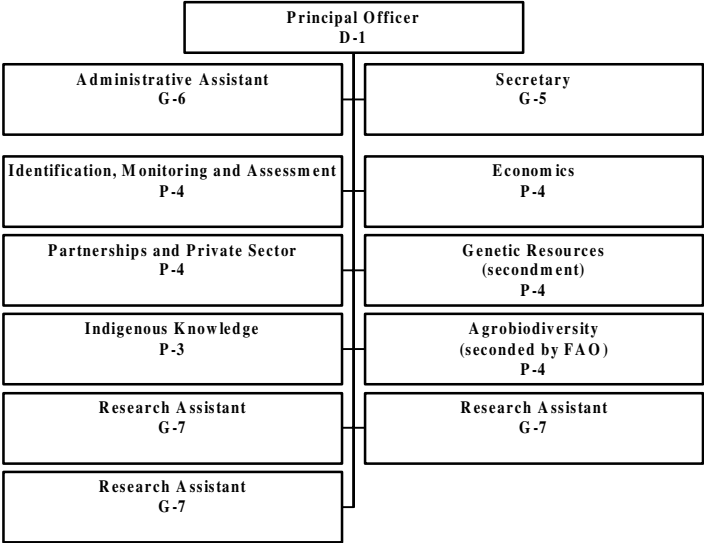 Principal Officer
D-1
Administrative Assistant
G-6
Secretary
G-5
Identification, Monitoring and Assessment
P-4
Economics
P-4
Partnerships and Private Sector
P-4
Genetic Resources
(secondment)
P-4
Indigenous Knowledge
P-3
Agrobiodiversity
(seconded by FAO)
P-4
Research Assistant
G-7
Research Assistant
G-7
Research Assistant
G-7